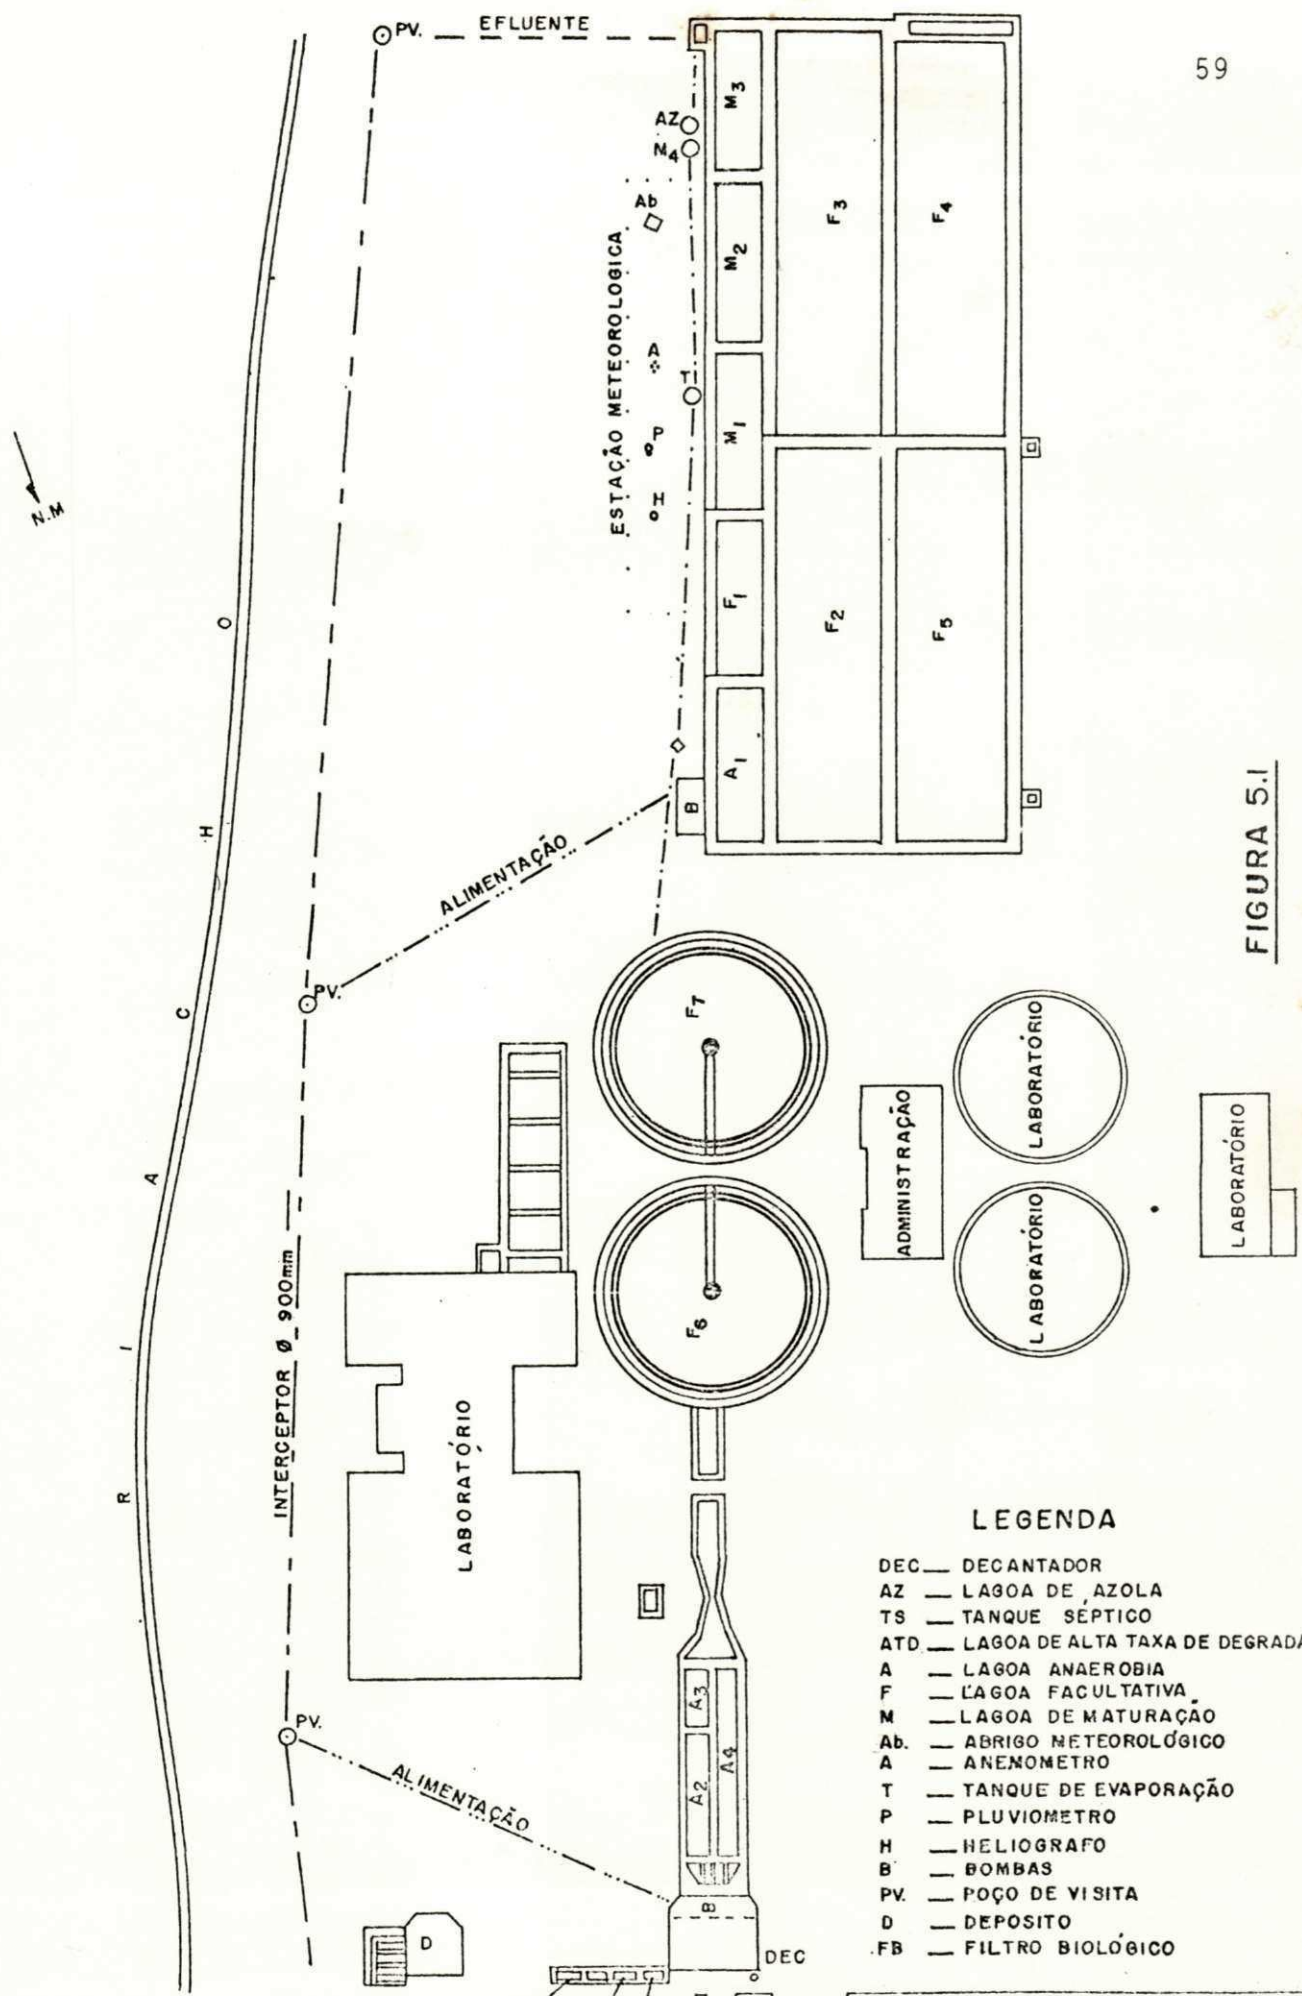 59
PV.
EFLUENTE
AZ
M4
Ab
ESTAÇÃO METEOROLOGICA
A
T
P
H
M3
M2
M1
F1
A1
F3
F4
F2
F5
B
N.M
RIACHO
ALIMENTAÇÃO
PV.
FIGURA 5.1
F7
F6
ADMINISTRAÇÃO
LABORATÓRIO
LABORATÓRIO
LABORATÓRIO
INTERCEPTOR Ø 900mm
LABORATÓRIO
PV.
ALIMENTAÇÃO
A3
A2
A4
B
D
DEC
LEGENDA
DEC — DECANTADOR
AZ — LAGOA DE AZOLA
TS — TANQUE SÉPTICO
ATD — LAGOA DE ALTA TAXA DE DEGRADA
A — LAGOA ANAEROBIA
F — LAGOA FACULTATIVA
M — LAGOA DE MATURAÇÃO
Ab. — ABRIGO METEOROLÓGICO
A — ANEMOMETRO
T — TANQUE DE EVAPORAÇÃO
P — PLUVIOMETRO
H — HELIOGRAFO
B — BOMBAS
PV. — POÇO DE VISITA
D — DEPOSITO
FB — FILTRO BIOLÓGICO